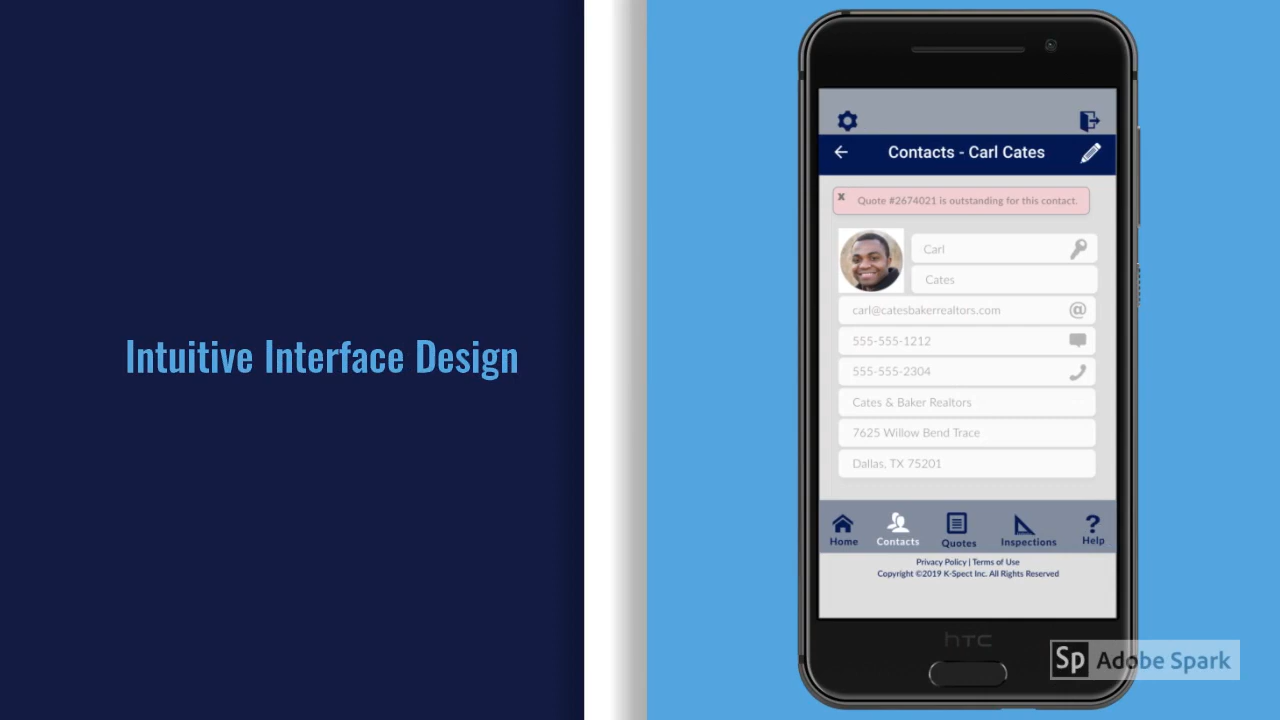 Intuitive Interface Design
Contacts - Carl Cates
x Quote #2674021 is outstanding for this contact.
Carl
Cates
carl@catesbakerrealtors.com
@
555-555-1212
555-555-2304
Cates & Baker Realtors
7625 Willow Bend Trace
Dallas, TX 75201
?
Home Contacts Quotes Inspections Help
Privacy Policy | Terms of Use
Copyright ©2019 K-Spect Inc. All Rights Reserved
hTC
Sp Adobe Spark